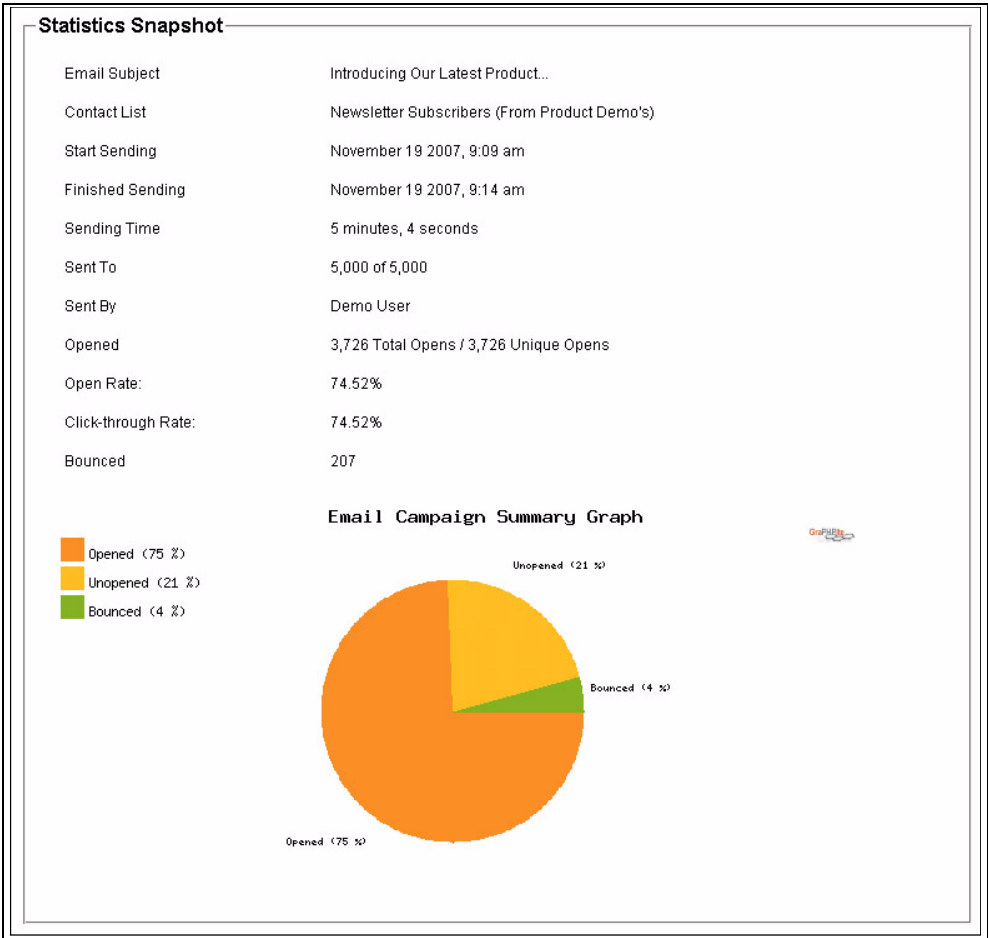 Statistics Snapshot
Email Subject Introducing Our Latest Product...
Contact List Newsletter Subscribers (From Product Demo's)
Start Sending November 19 2007, 9:09 am
Finished Sending November 19 2007, 9:14 am
Sending Time 5 minutes, 4 seconds
Sent To 5,000 of 5,000
Sent By Demo User
Opened 3,726 Total Opens / 3,726 Unique Opens
Open Rate: 74.52%
Click-through Rate: 74.52%
Bounced 207
Email Campaign Summary Graph
GraPHPite
Opened (75 %)
Unopened (21 %)
Bounced (4 %)
Unopened (21 %)
Bounced (4 %)
Opened (75 %)